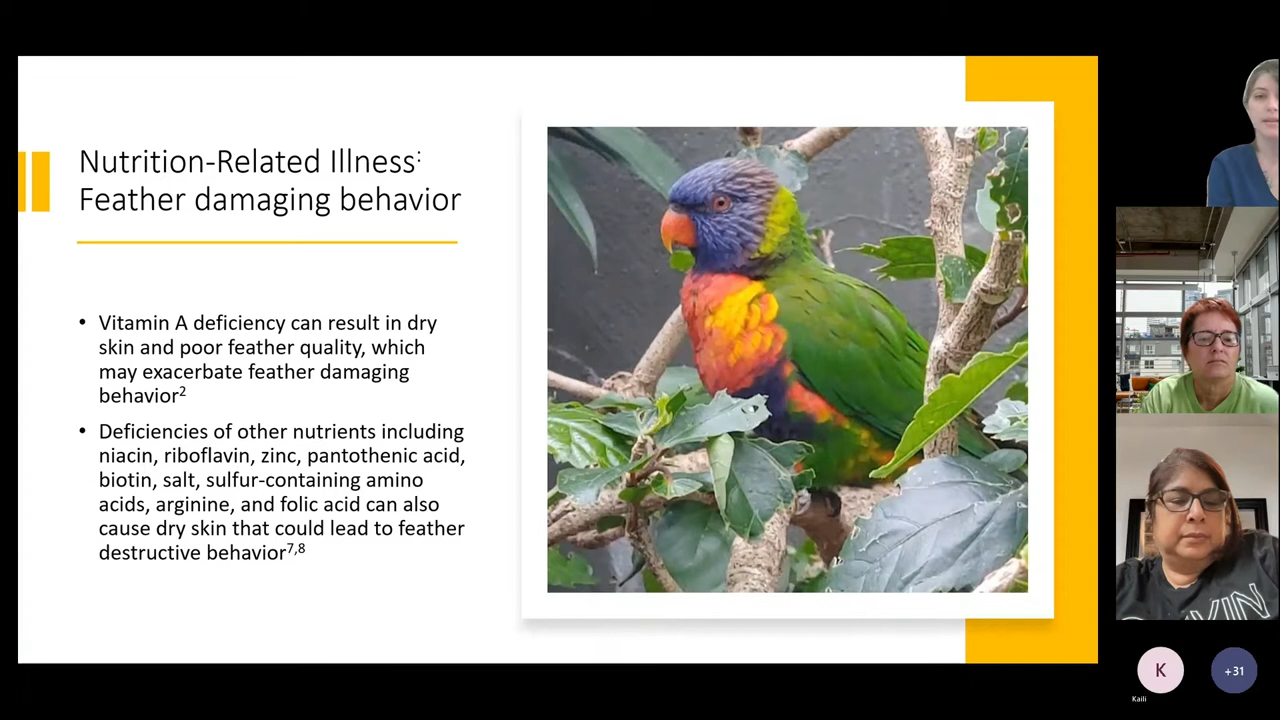 Nutrition-Related Illness:
Feather damaging behavior
• Vitamin A deficiency can result in dry
skin and poor feather quality, which
may exacerbate feather damaging
behavior2
• Deficiencies of other nutrients including
niacin, riboflavin, zinc, pantothenic acid,
biotin, salt, sulfur-containing amino
acids, arginine, and folic acid can also
cause dry skin that could lead to feather
destructive behavior7,8
K
+31
Kaili